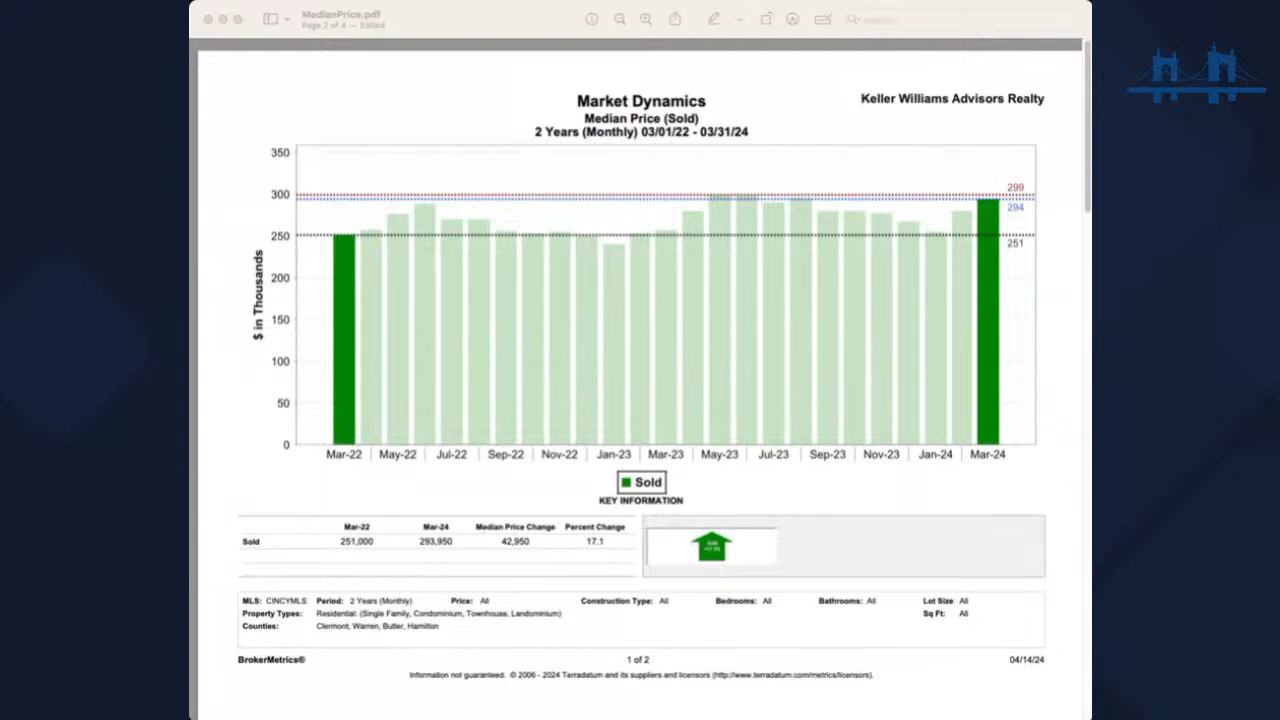 MedianPrice.pdf
Page 2 of 4 — Edited
Market Dynamics
Keller Williams Advisors Realty
Median Price (Sold)
2 Years (Monthly) 03/01/22 - 03/31/24
350
300
250
200
150
100
50
0
$ in Thousands
299
294
251
Mar-22 May-22 Jul-22 Sep-22 Nov-22 Jan-23 Mar-23 May-23 Jul-23 Sep-23 Nov-23 Jan-24 Mar-24
Sold
KEY INFORMATION
Mar-22 Mar-24 Median Price Change Percent Change
Sold 251,000 293,950 42,950 17.1
MLS: CINCYMLS Period: 2 Years (Monthly) Price: All Construction Type: All Bedrooms: All Bathrooms: All Lot Size All
Property Types: Residential: (Single Family, Condominium, Townhouse, Landominium) Sq Ft: All
Counties: Clermont, Warren, Butler, Hamilton
BrokerMetrics® 1 of 2 04/14/24
Information not guaranteed. © 2006 - 2024 Terradatum and its suppliers and licensors (http://www.terradatum.com/metrics/licensors).